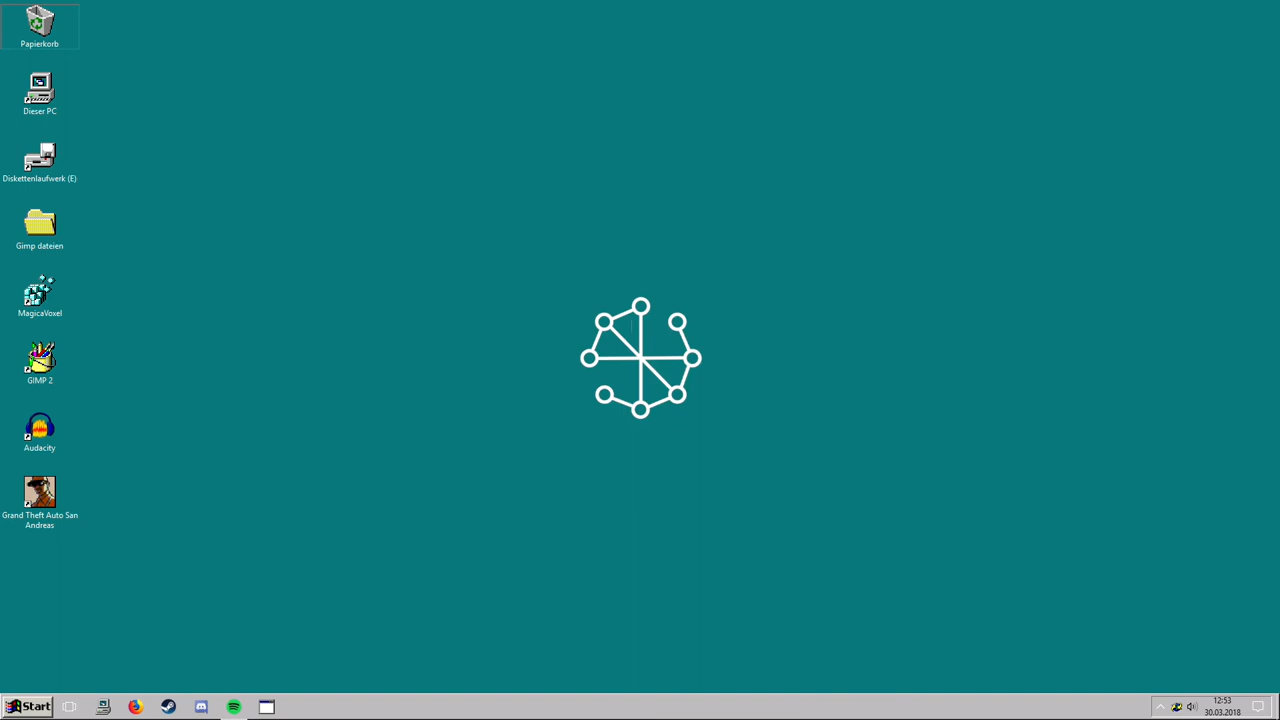 Papierkorb
Dieser PC
Diskettenlaufwerk (E)
Gimp dateien
MagicaVoxel
GIMP 2
Audacity
Grand Theft Auto San
Andreas
Start
12:53
30.03.2018